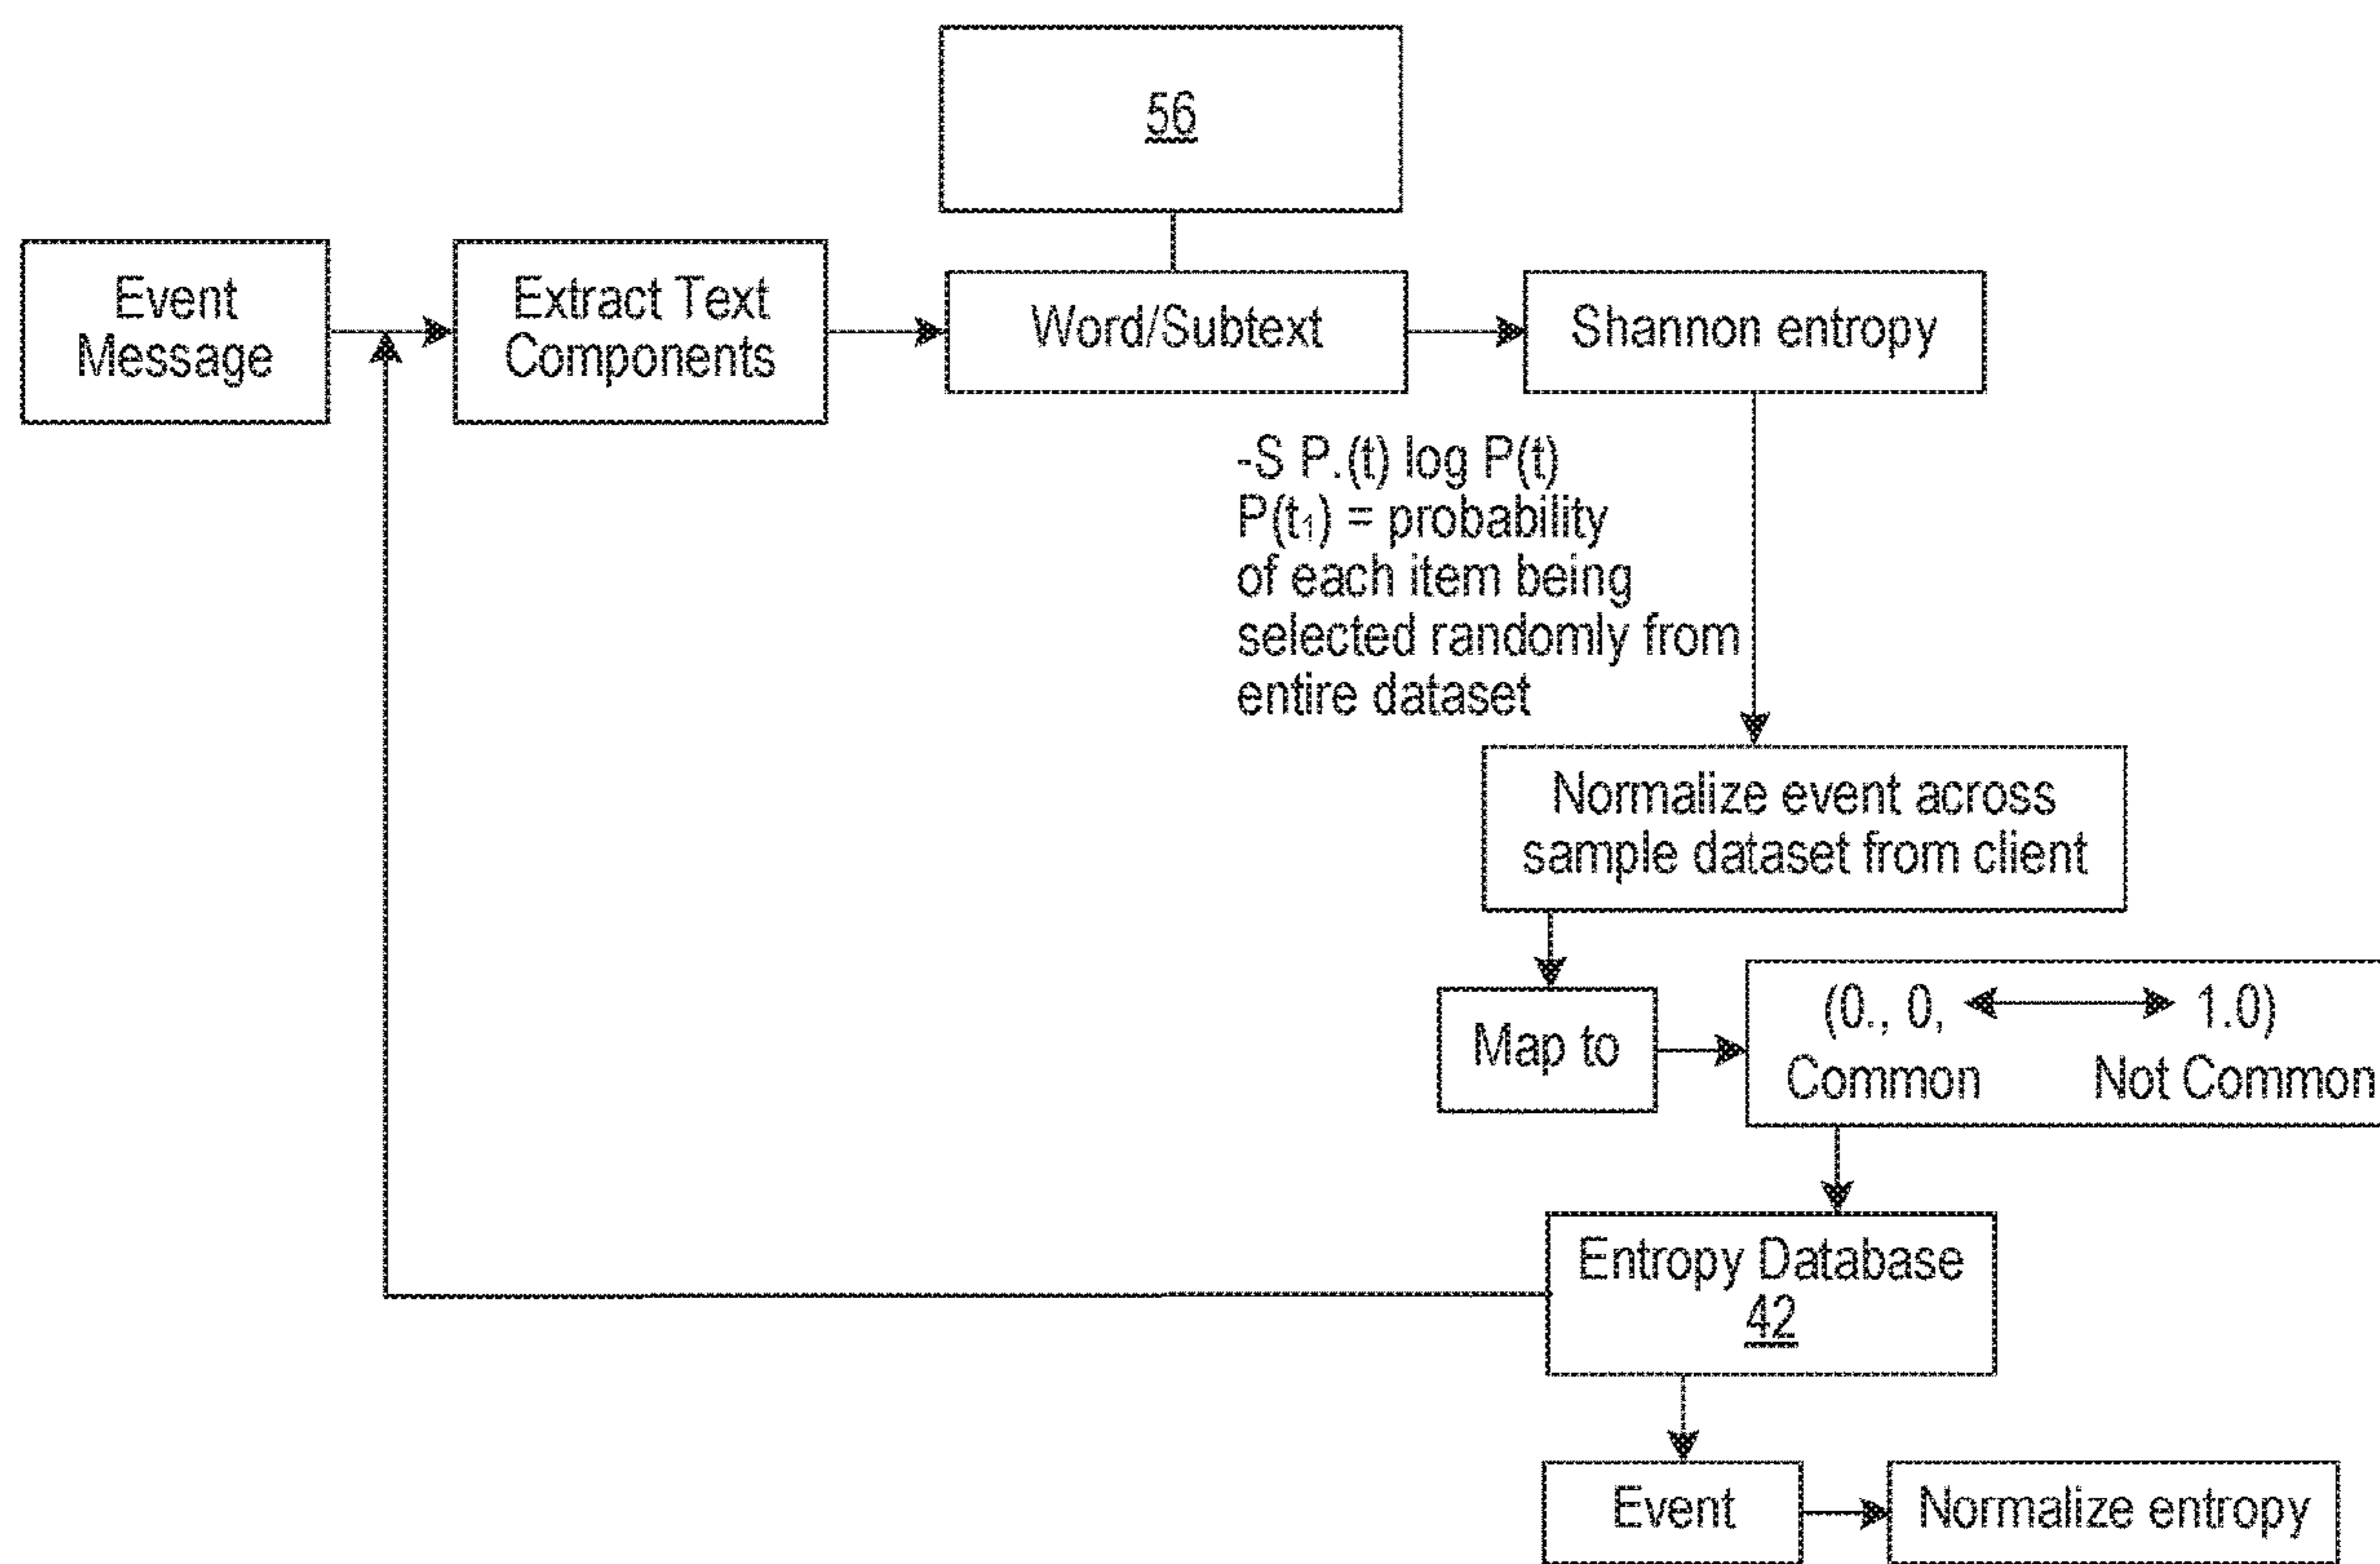 56
Event
Message
Extract Text
Components
Word/Subtext
Shannon entropy
-S P.(t) log P(t)
P(t₁) = probability
of each item being
selected randomly from
entire dataset
Normalize event across
sample dataset from client
Map to
(0., 0, 1.0)
Common Not Common
Entropy Database
42
Event
Normalize entropy